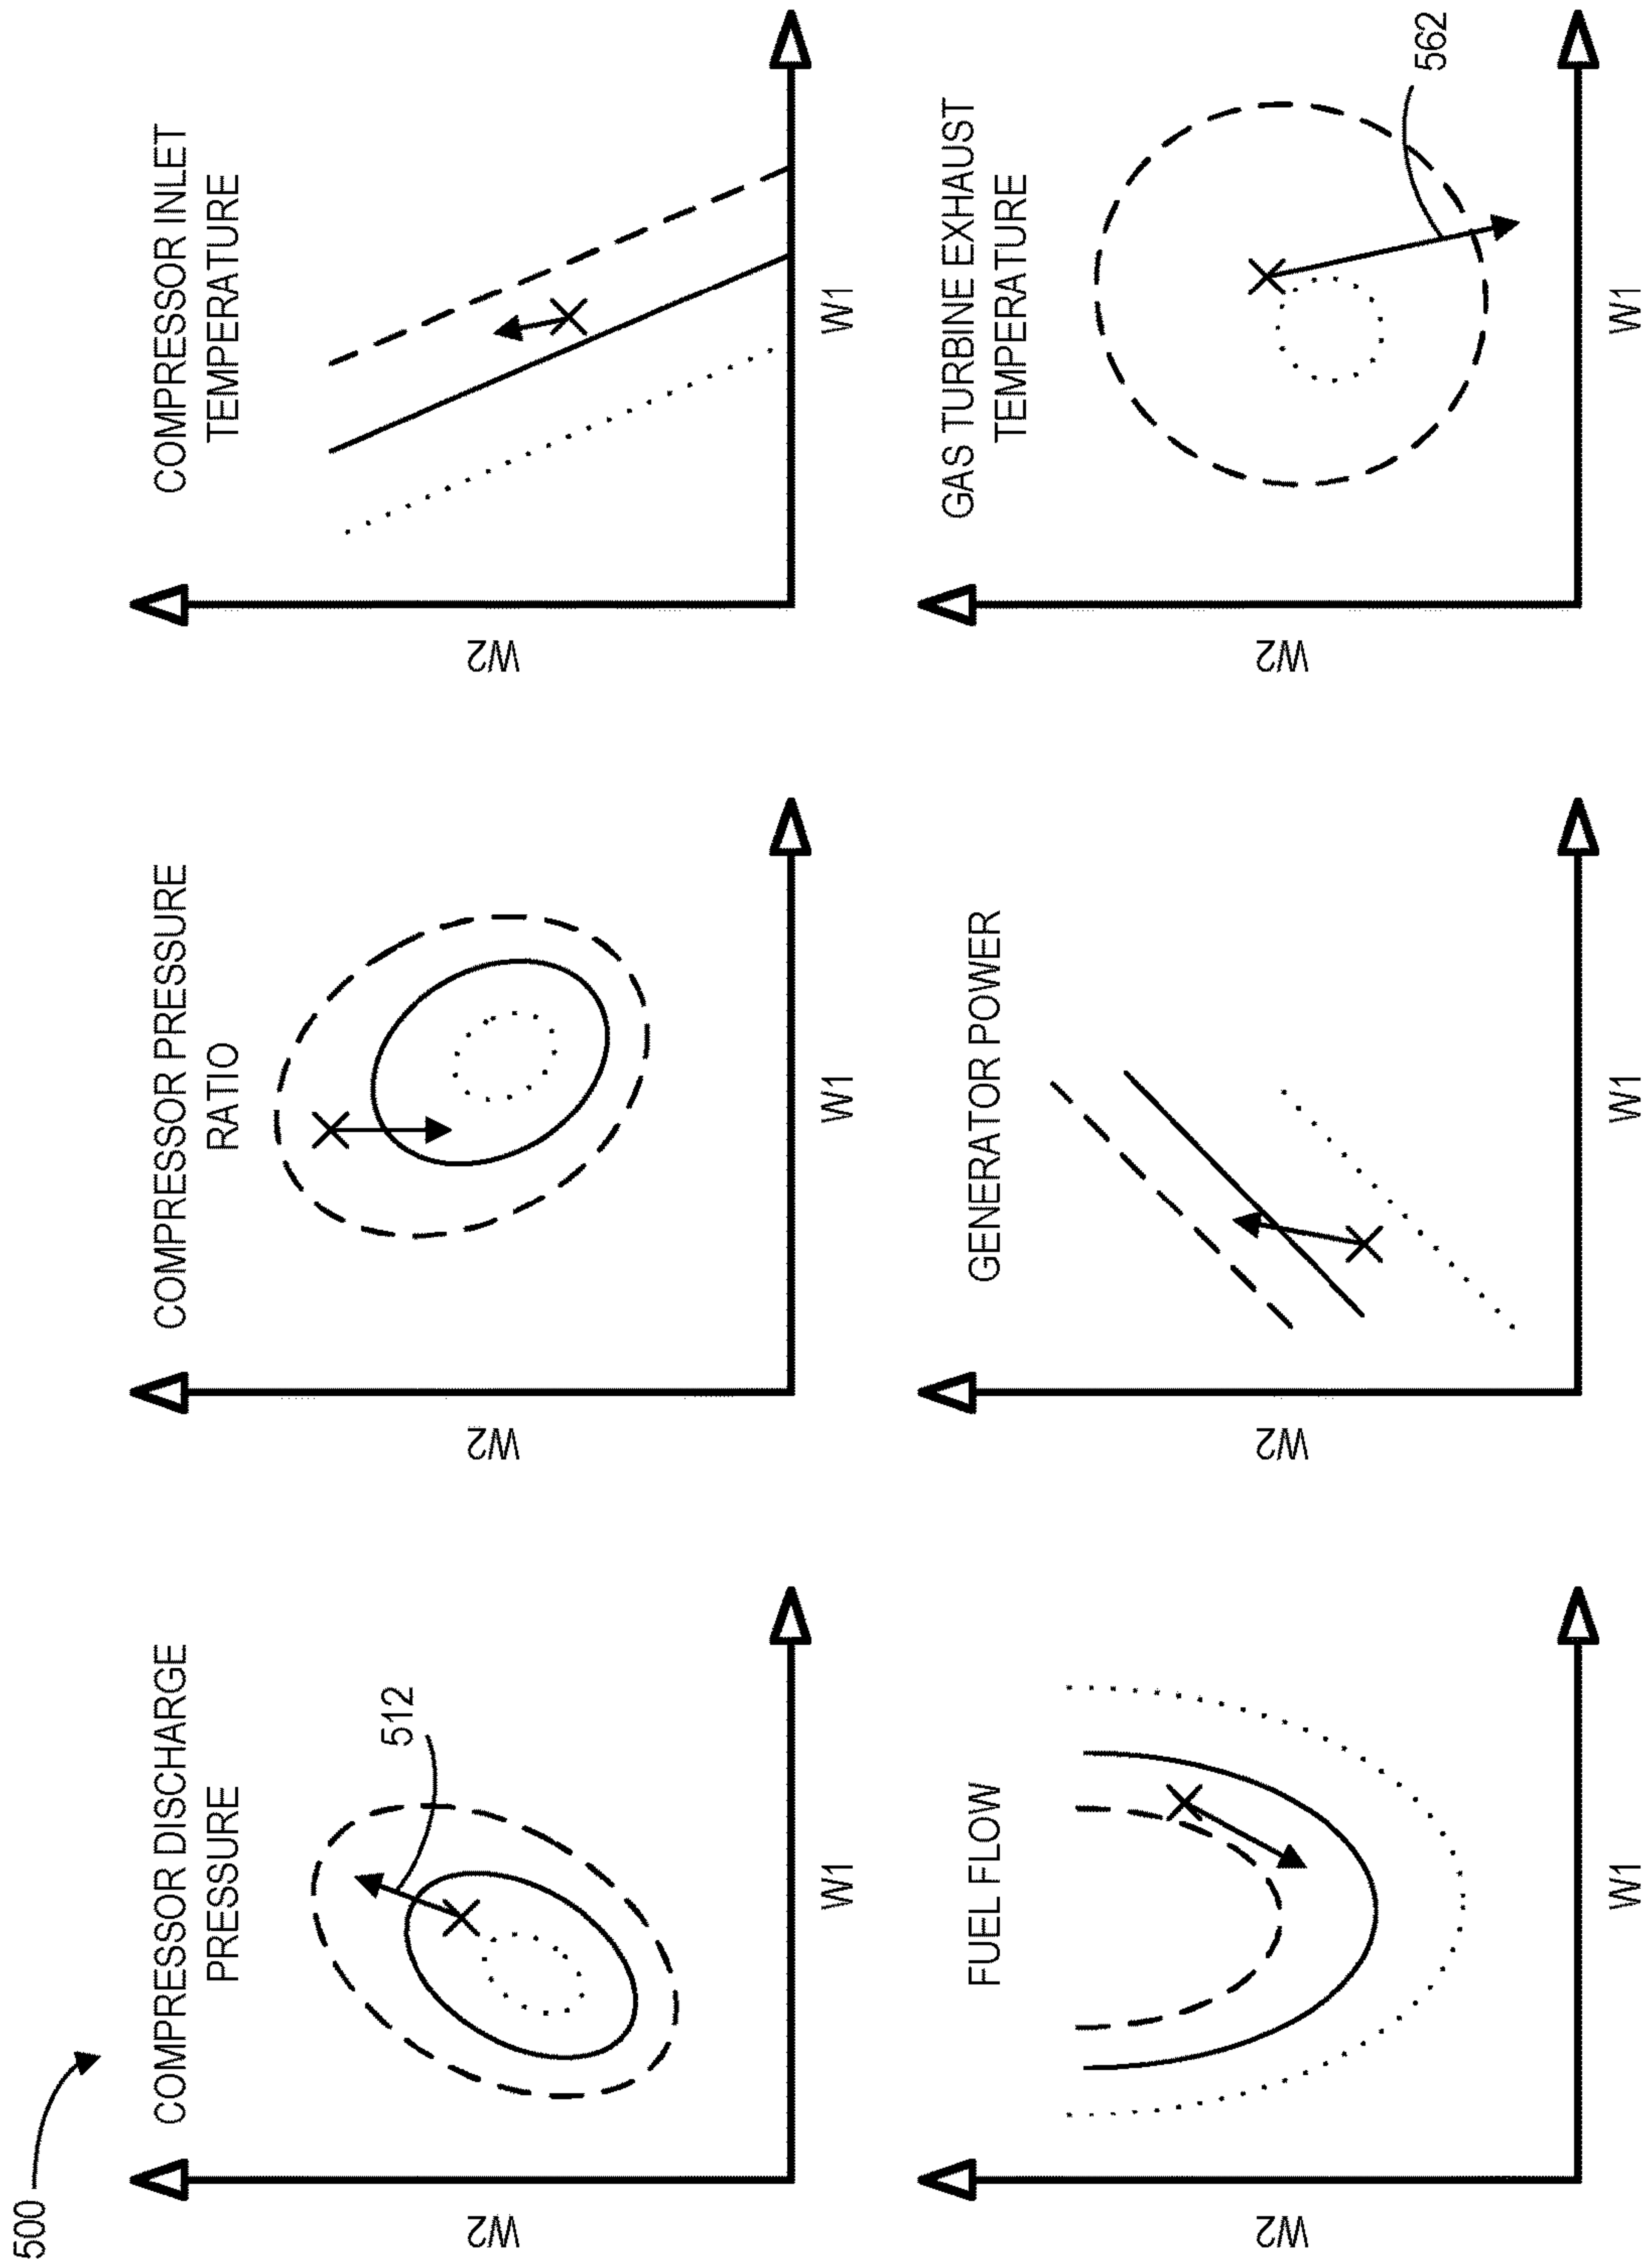 500
COMPRESSOR DISCHARGE
PRESSURE
512
W2
W1
COMPRESSOR PRESSURE
RATIO
W2
W1
COMPRESSOR INLET
TEMPERATURE
W2
W1
FUEL FLOW
W2
W1
GENERATOR POWER
W2
W1
GAS TURBINE EXHAUST
TEMPERATURE
562
W2
W1